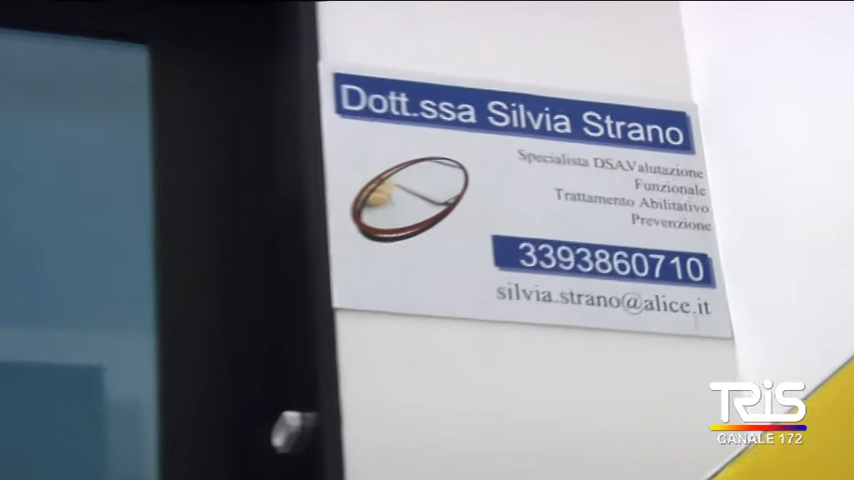 Dott.ssa Silvia Strano
Specialista DSA.Valutazione
Funzionale
Trattamento Abilitativo
Prevenzione
3393860710
silvia.strano@alice.it
TRIS
CANALE 172